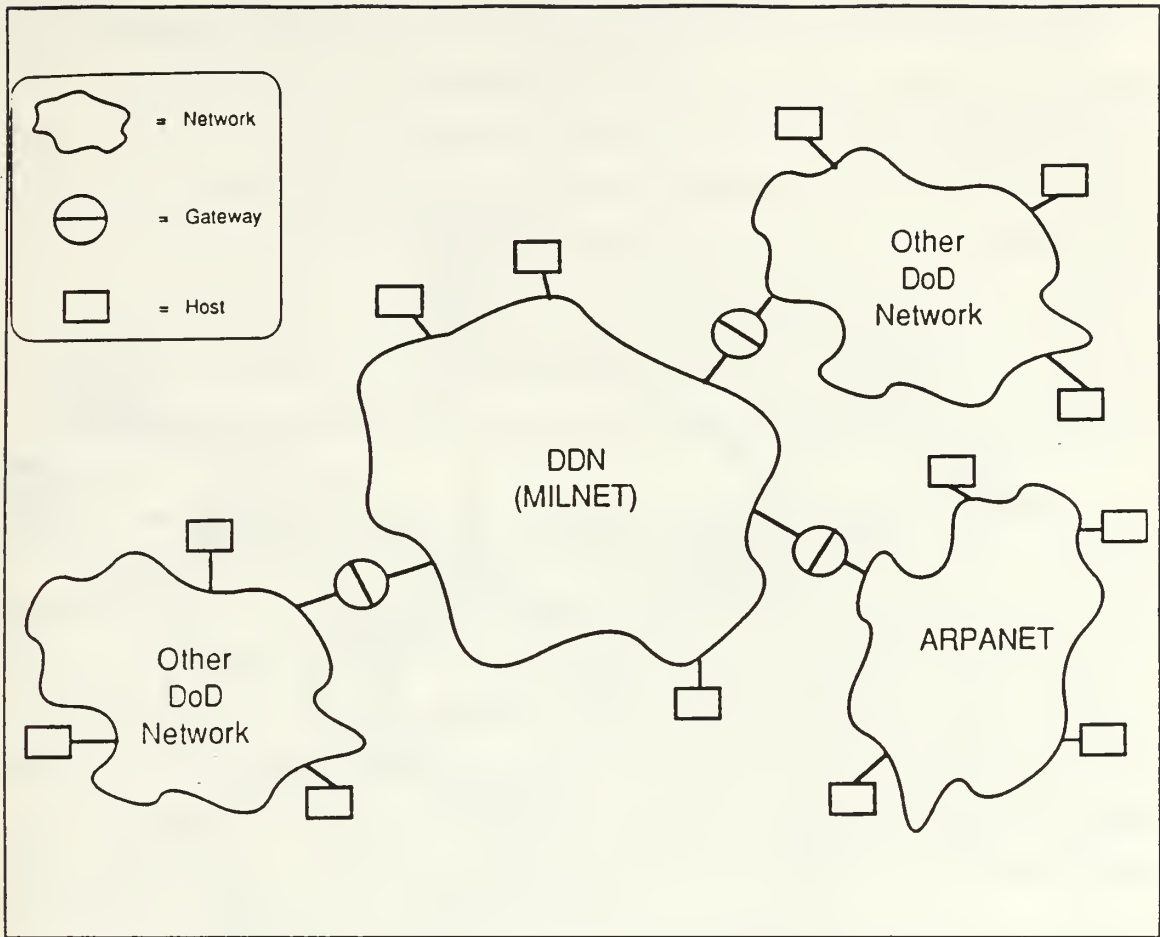 = Network
= Gateway
= Host
Other
DoD
Network
DDN
(MILNET)
ARPANET
Other
DoD
Network